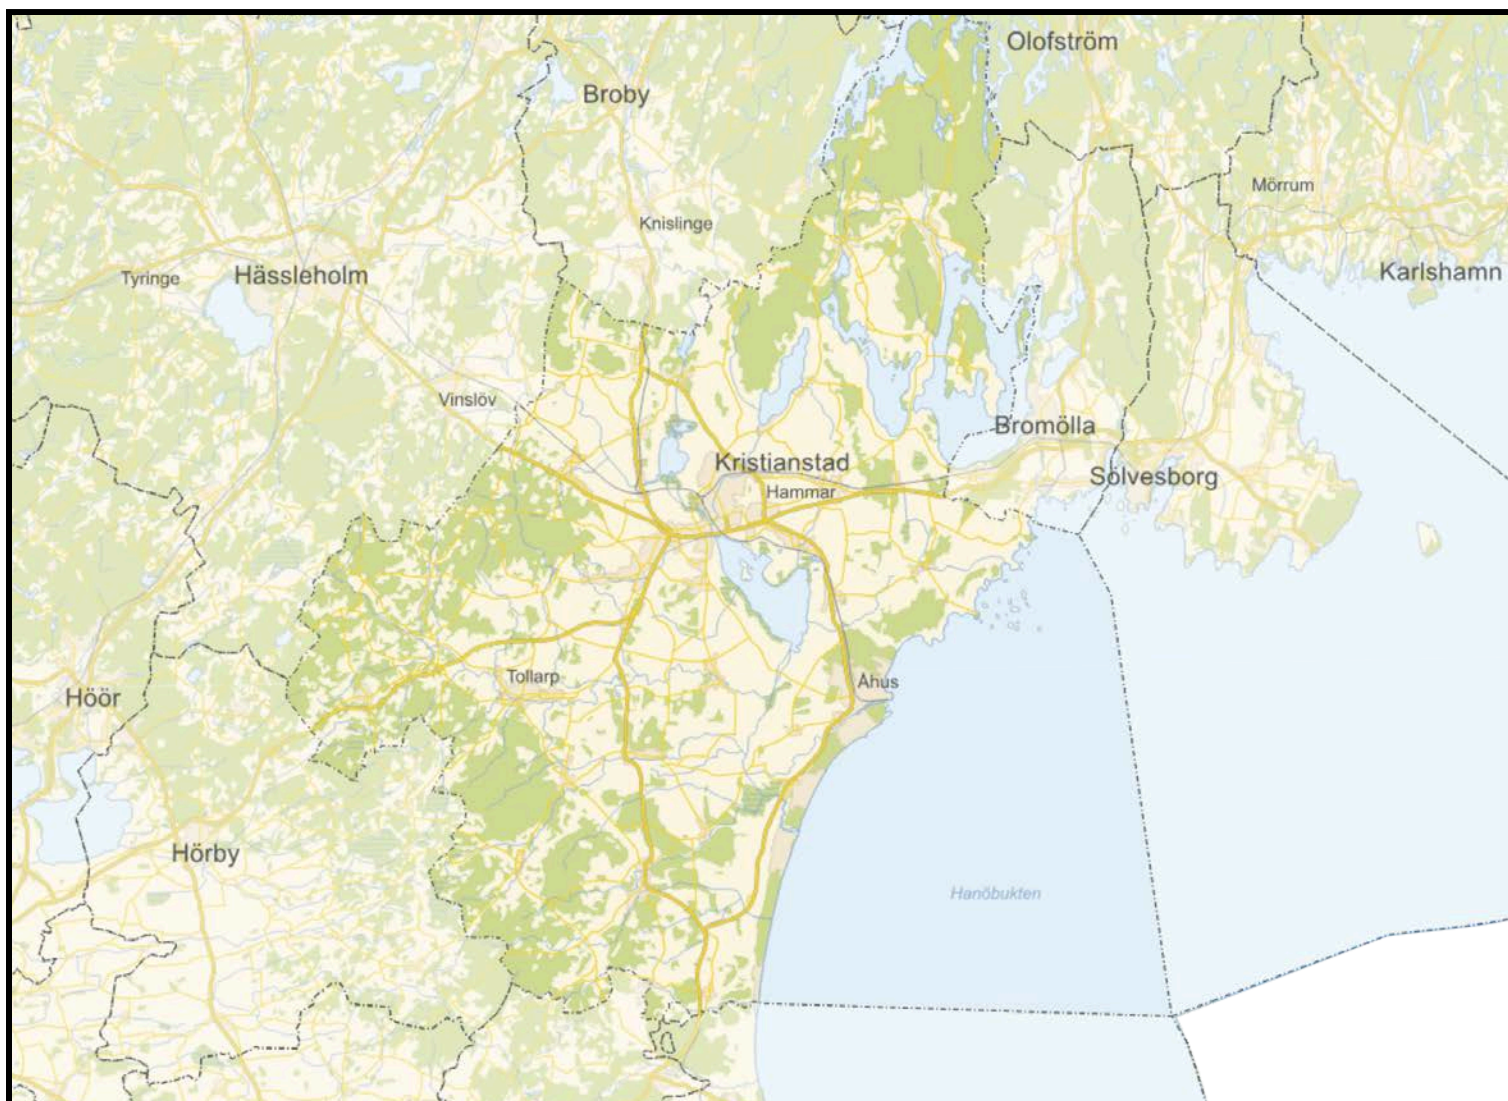 Olofström
Broby
Mörrum
Knislinge
Tyringe
Hässleholm
Karlshamn
Vinslöv
Bromölla
Kristianstad
Sölvesborg
Hammar
Tollarp
Åhus
Höör
Hörby
Hanöbukten